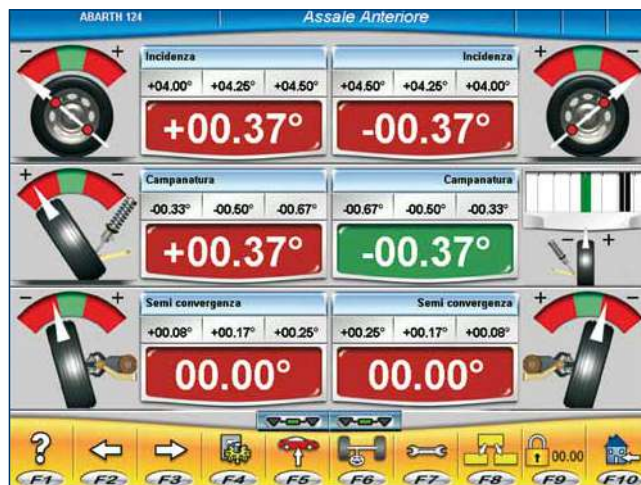 ABARTH 124 Assale Anteriore
- + Incidenza Incidenza + -
+04.00° +04.25° +04.50° +04.50° +04.25° +04.00°
+00.37° -00.37°
+ - Campanatura Campanatura
-00.33° -00.50° -00.67° -00.67° -00.50° -00.33°
+00.37° -00.37° - +
- + Semi convergenza Semi convergenza + -
+00.08° +00.17° +00.25° +00.25° +00.17° +00.08°
00.00° 00.00°
? 00.00
F1 F2 F3 F4 F5 F6 F7 F8 F9 F10